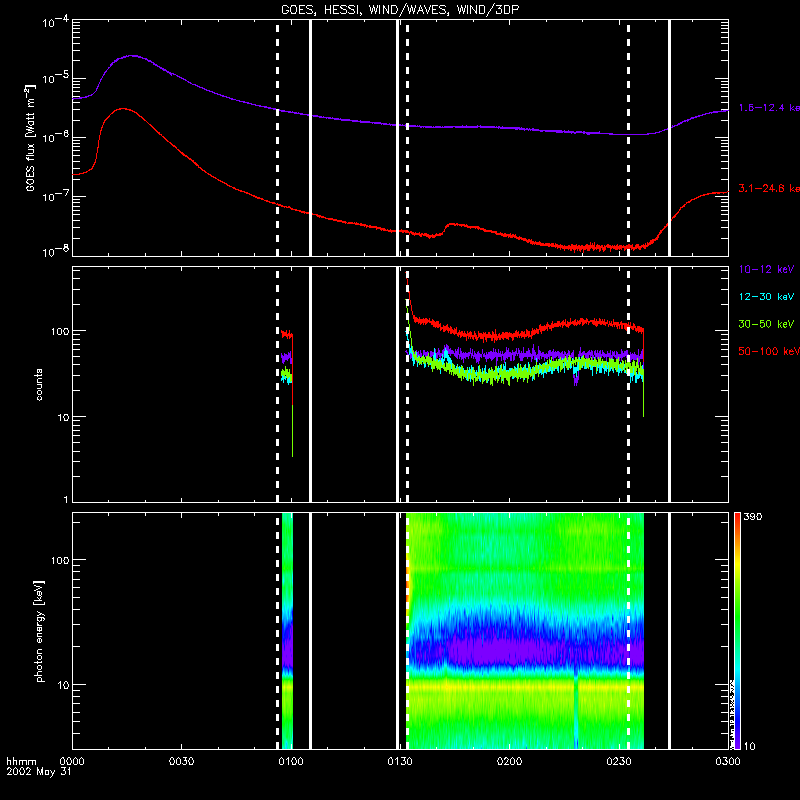 GOES, HESSI, WIND/WAVES, WIND/3DP
10⁻⁴
10⁻⁵
10⁻⁶
10⁻⁷
10⁻⁸
GOES flux [Watt m⁻²]
1.6-12.4 ke
3.1-24.8 ke
100
10
1
counts
10-12 keV
12-30 keV
30-50 keV
50-100 keV
100
10
photon energy [keV]
390
10
0000 0030 0100 0130 0200 0230 0300
hhmm
2002 May 31